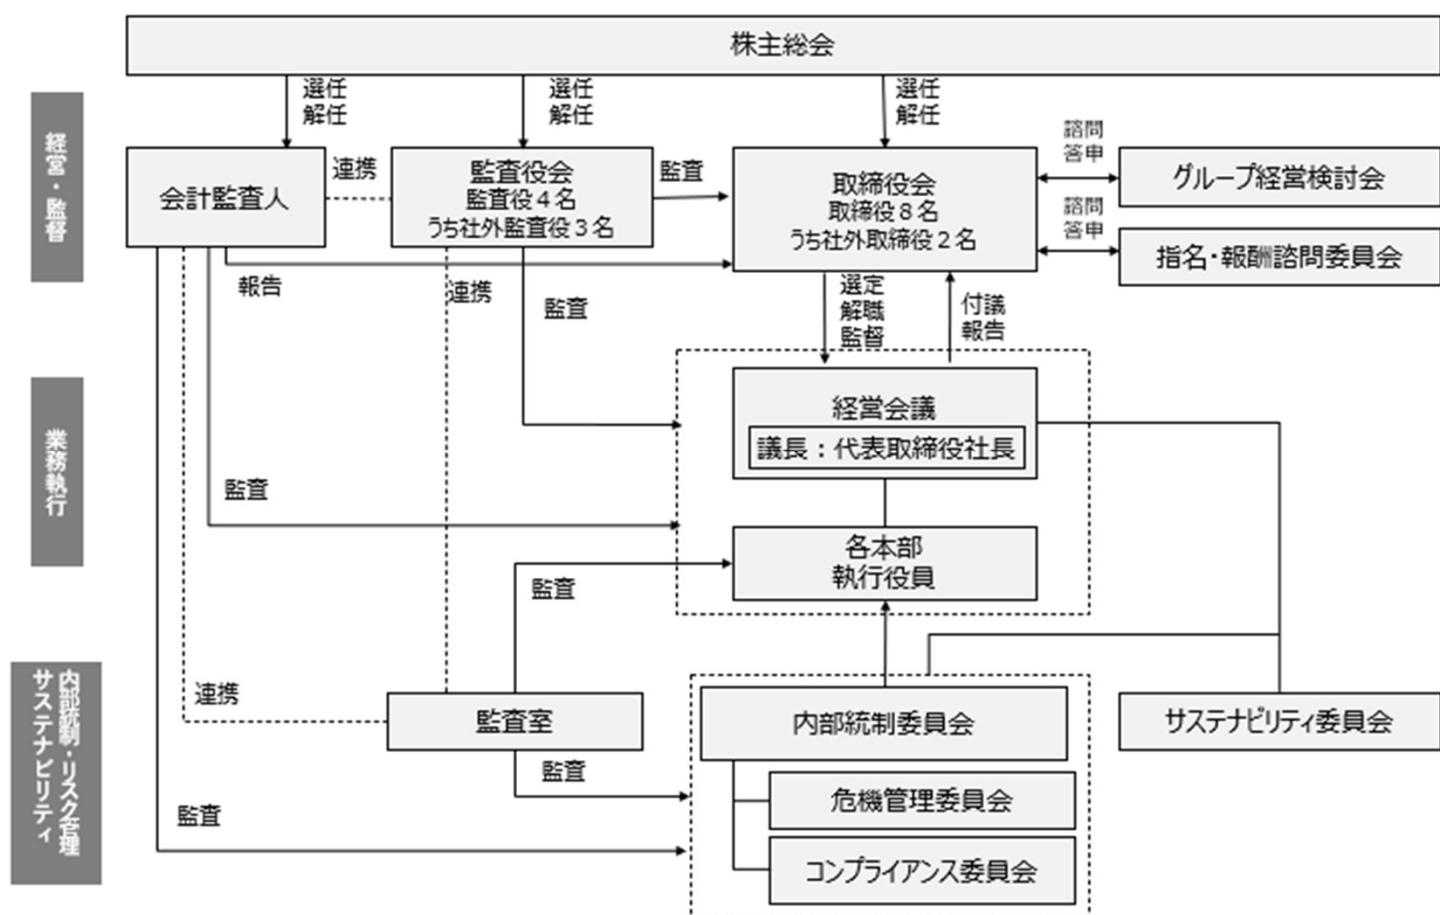 株主総会
選任
解任
選任
解任
選任
解任
経営・監督
会計監査人
連携
監査役会
監査役4名
うち社外監査役3名
監査
取締役会
取締役8名
うち社外取締役2名
諮問
答申
グループ経営検討会
諮問
答申
指名・報酬諮問委員会
報告
連携
監査
選定
解職
監督
付議
報告
業務執行
経営会議
議長：代表取締役社長
監査
各本部
執行役員
監査
内部統制・リスク管理
サステナビリティ
連携
監査室
内部統制委員会
サステナビリティ委員会
監査
危機管理委員会
監査
コンプライアンス委員会